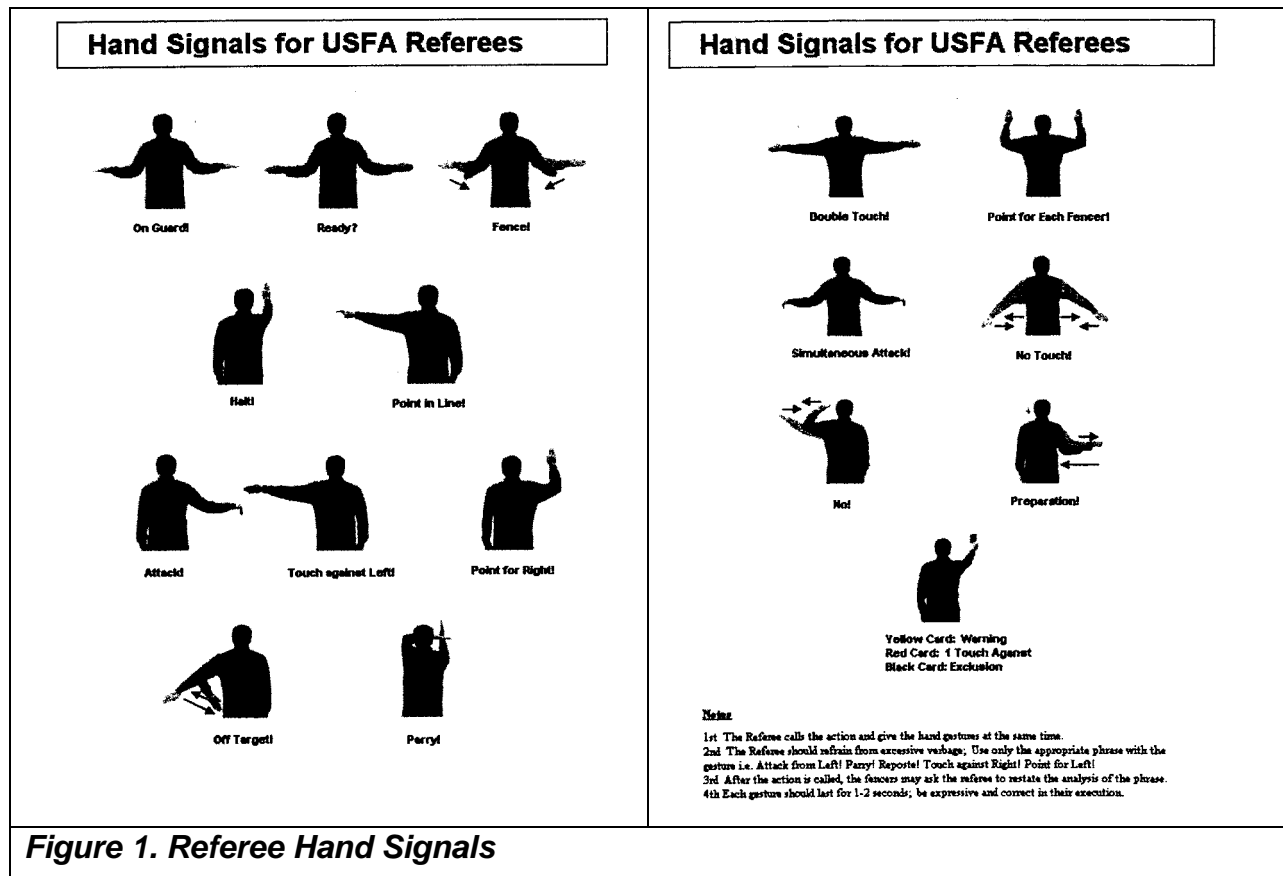 Hand Signals for USFA Referees
On Guard!
Ready?
Fence!
Halt!
Point in Line!
Attack!
Touch against Left!
Point for Right!
Off Target!
Parry!
Hand Signals for USFA Referees
Double Touch!
Point for Each Fencer!
Simultaneous Attack!
No Touch!
No!
Preparation!
Yellow Card: Warning
Red Card: 1 Touch Against
Black Card: Exclusion
Notes
1st The Referee calls the action and give the hand gestures at the same time.
2nd The Referee should refrain from excessive verbage; Use only the appropriate phrase with the
gesture i.e. Attack from Left! Parry! Reposte! Touch against Right! Point for Left!
3rd After the action is called, the fencers may ask the referee to restate the analysis of the phrase.
4th Each gesture should last for 1-2 seconds; be expressive and correct in their execution.
Figure 1. Referee Hand Signals